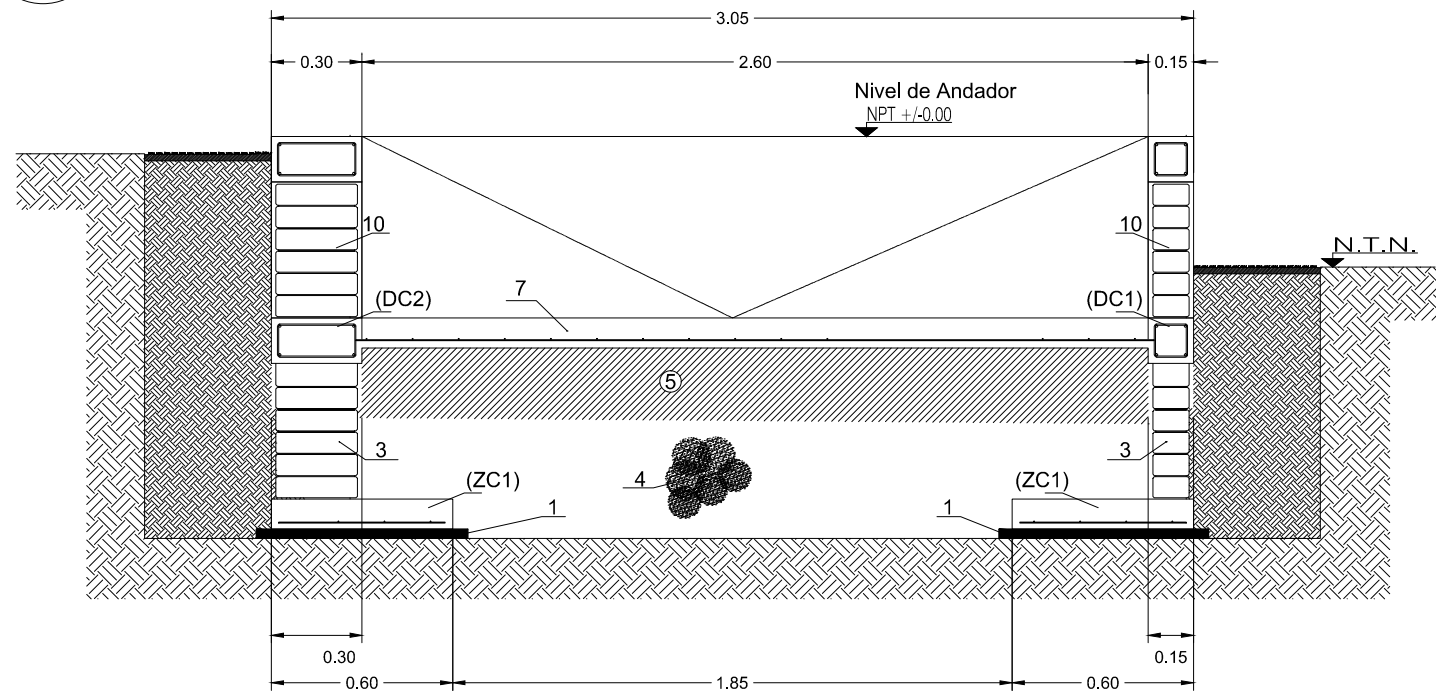 3.05
0.30
2.60
0.15
Nivel de Andador
NPT +/-0.00
10
10
N.T.N.
(DC2)
7
(DC1)
5
3
3
4
(ZC1)
(ZC1)
1
1
0.30
0.15
0.60
1.85
0.60